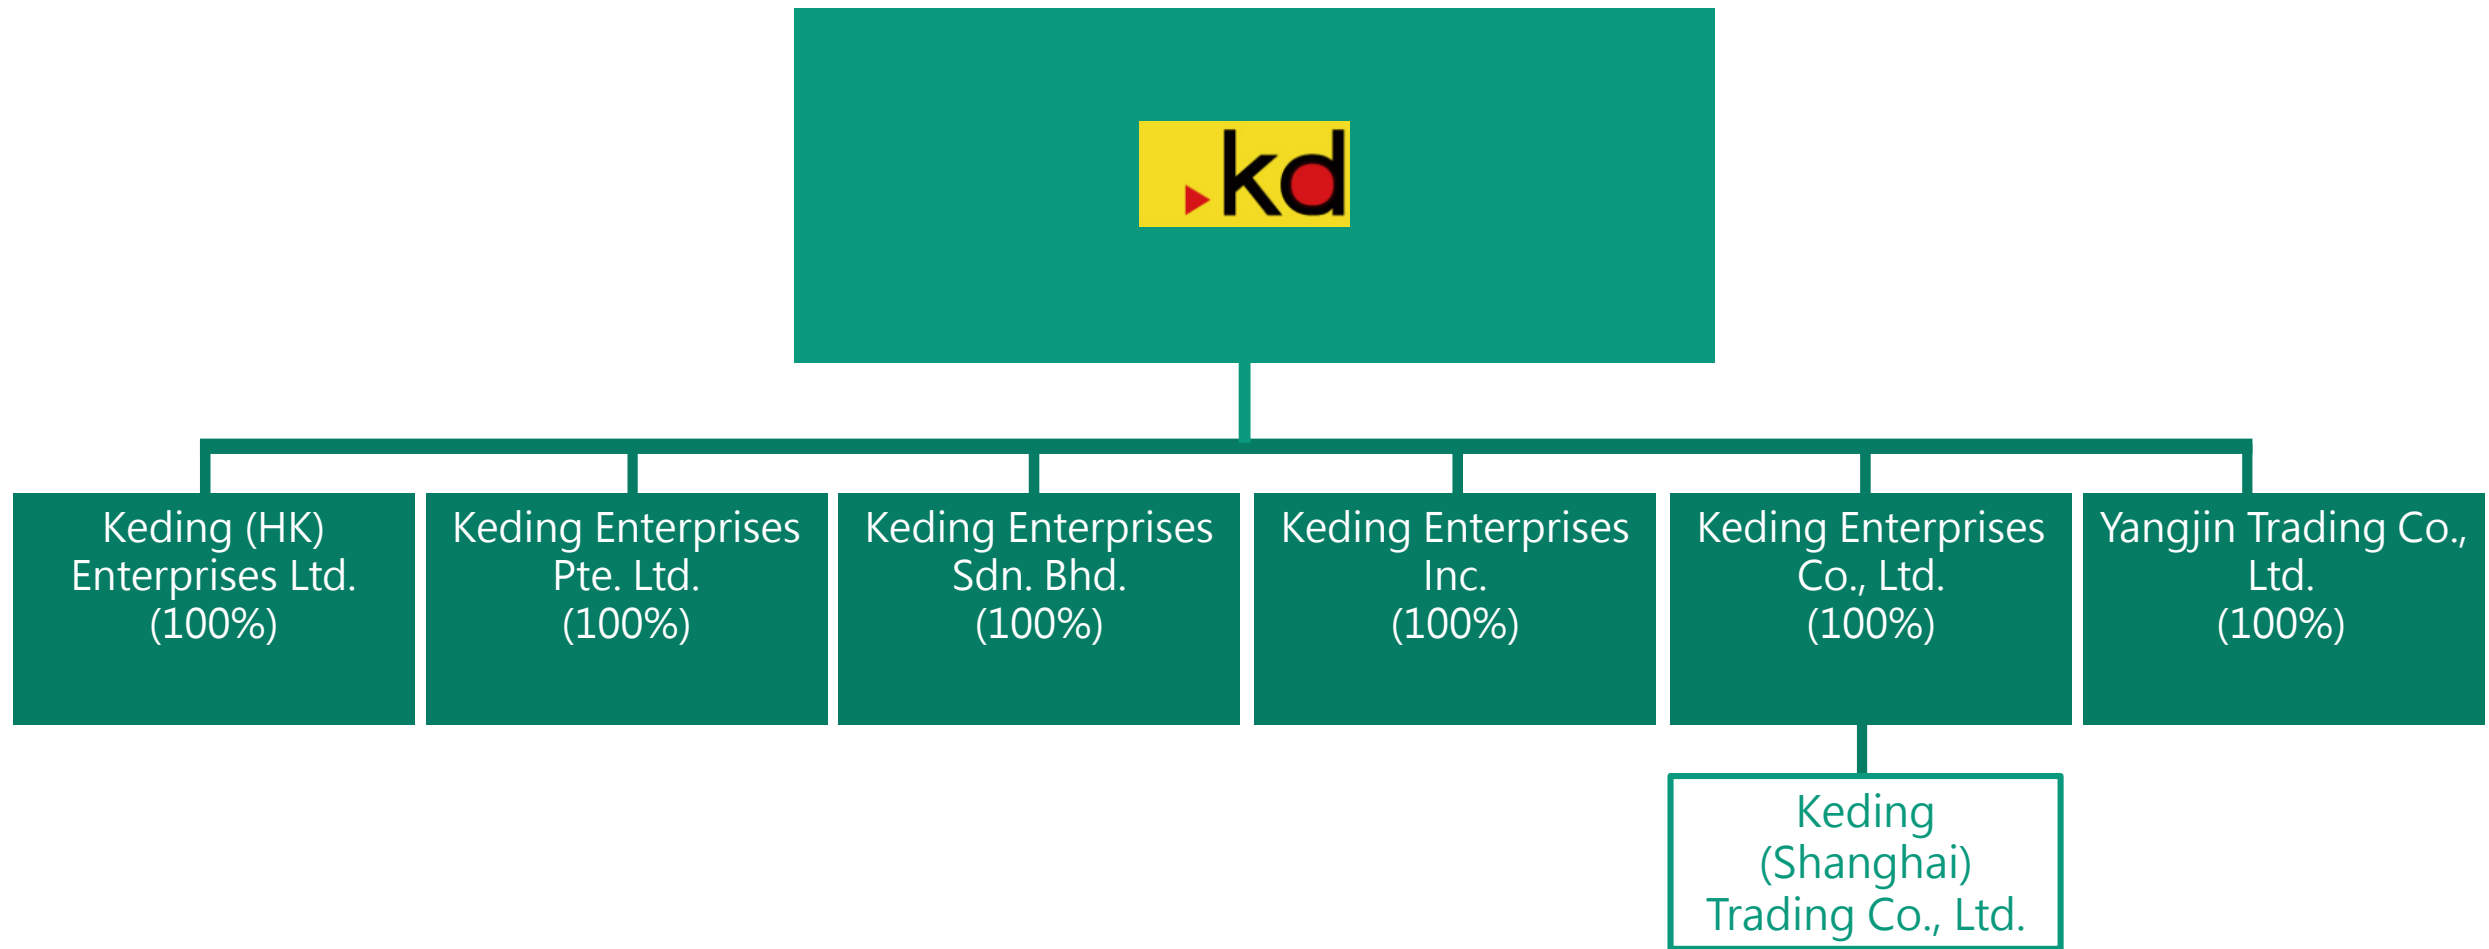 kd
Keding (HK)
Enterprises Ltd.
(100%)
Keding Enterprises
Pte. Ltd.
(100%)
Keding Enterprises
Sdn. Bhd.
(100%)
Keding Enterprises
Inc.
(100%)
Keding Enterprises
Co., Ltd.
(100%)
Yangjin Trading Co.,
Ltd.
(100%)
Keding
(Shanghai)
Trading Co., Ltd.